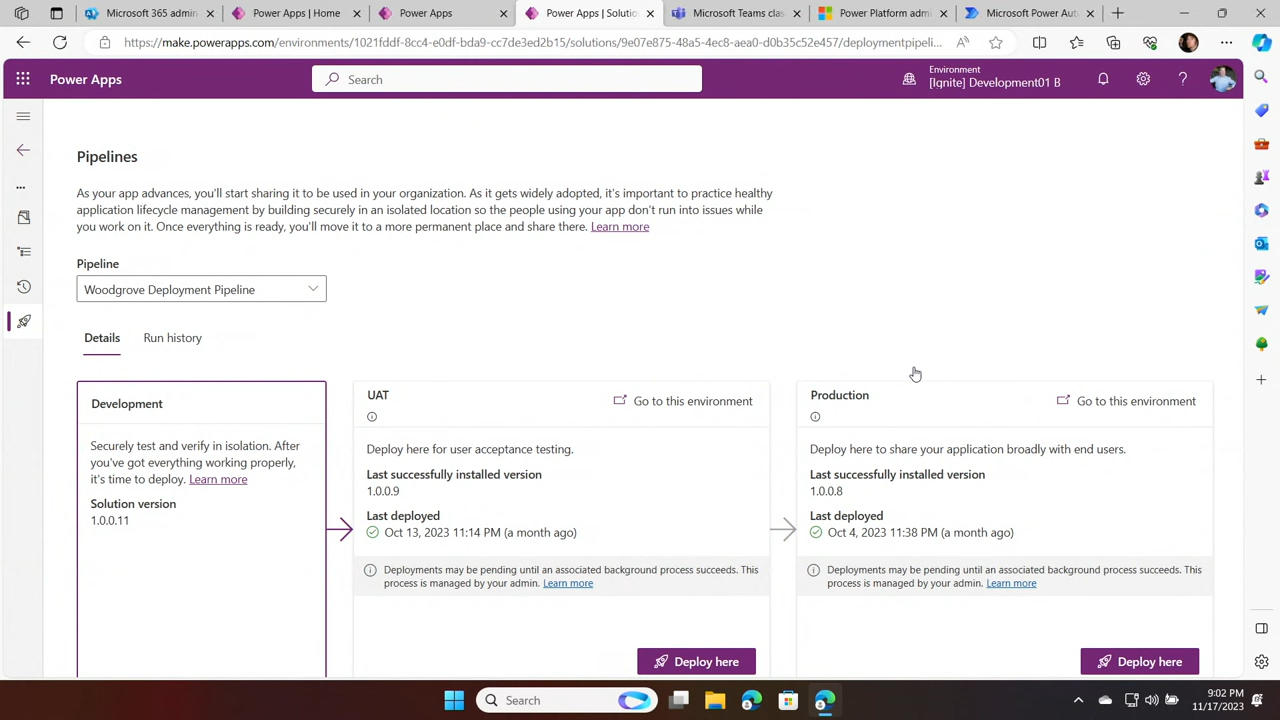 Microsoft 365 admin
Power Apps | Home
Power Apps
Power Apps | Solutio
Microsoft Teams clas
Power Platform admi
Microsoft Power Aut
https://make.powerapps.com/environments/1021fddf-8cc4-e0df-bda9-cc7de3ed2b15/solutions/9e07e875-48a5-4ec8-aea0-d0b35c52e457/deploymentpipeli...
Power Apps
Search
Environment
[Ignite] Development01 B
Pipelines
As your app advances, you'll start sharing it to be used in your organization. As it gets widely adopted, it's important to practice healthy
application lifecycle management by building securely in an isolated location so the people using your app don't run into issues while
you work on it. Once everything is ready, you'll move it to a more permanent place and share there. Learn more
Pipeline
Woodgrove Deployment Pipeline
Details
Run history
Development
Securely test and verify in isolation. After
you've got everything working properly,
it's time to deploy. Learn more
Solution version
1.0.0.11
UAT
Go to this environment
Deploy here for user acceptance testing.
Last successfully installed version
1.0.0.9
Last deployed
Oct 13, 2023 11:14 PM (a month ago)
Deployments may be pending until an associated background process succeeds. This
process is managed by your admin. Learn more
Deploy here
Production
Go to this environment
Deploy here to share your application broadly with end users.
Last successfully installed version
1.0.0.8
Last deployed
Oct 4, 2023 11:38 PM (a month ago)
Deployments may be pending until an associated background process succeeds. This
process is managed by your admin. Learn more
Deploy here
Search
9:02 PM
11/17/2023